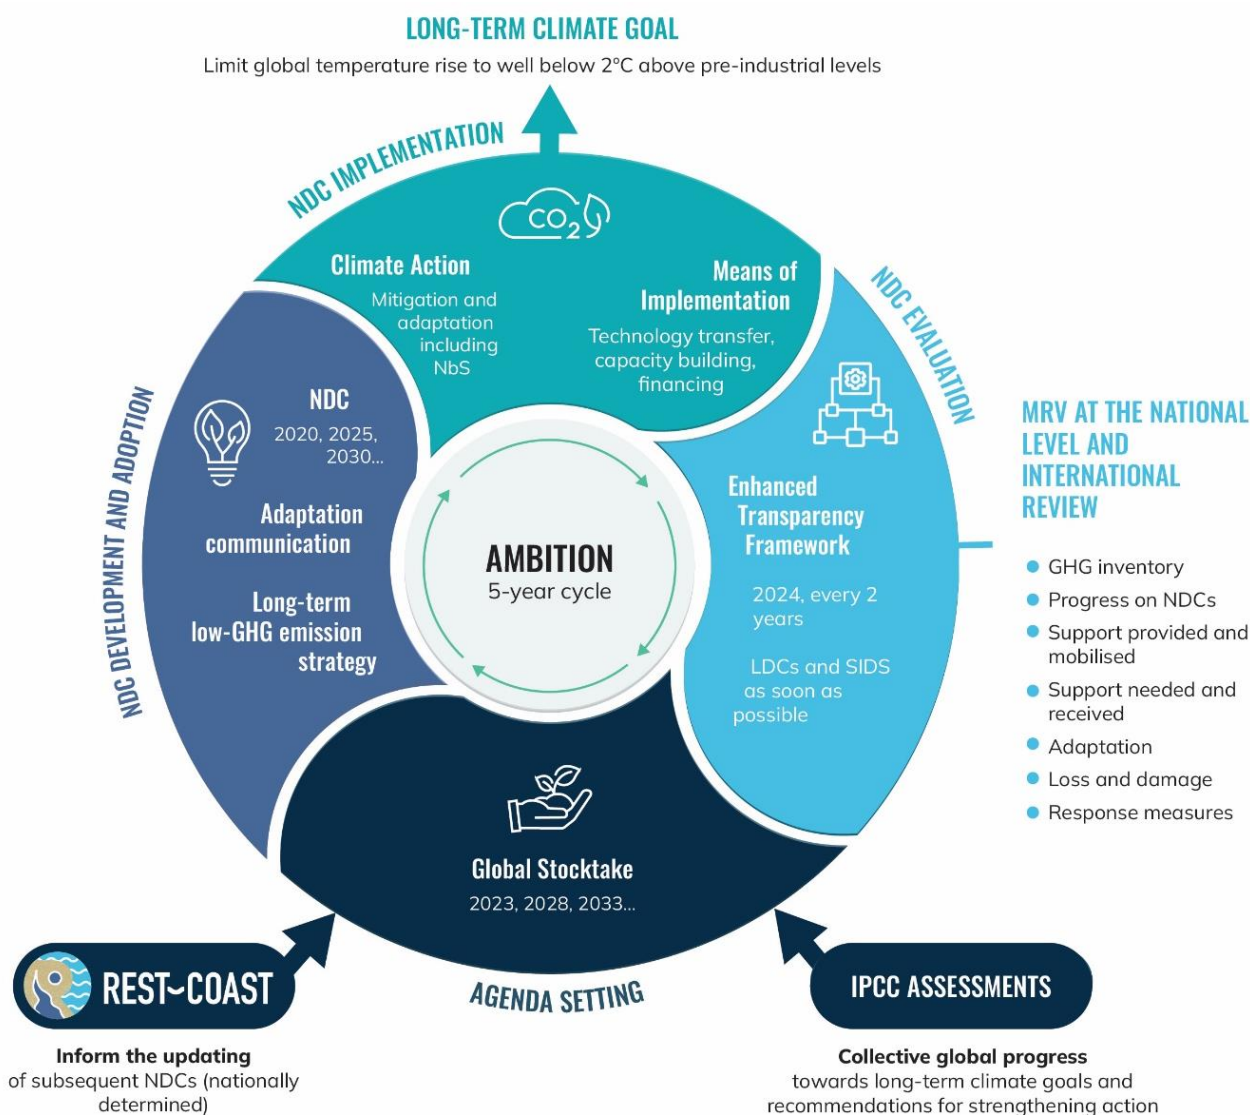 LONG-TERM CLIMATE GOAL
Limit global temperature rise to well below 2°C above pre-industrial levels
NDC IMPLEMENTATION
CO2
Climate Action
Mitigation and
adaptation
including
NbS
Means of
Implementation
Technology transfer,
capacity building,
financing
NDC EVALUATION
Enhanced
Transparency
Framework
2024, every 2
years
LDCs and SIDS
as soon as
possible
MRV AT THE NATIONAL
LEVEL AND
INTERNATIONAL
REVIEW
GHG inventory
Progress on NDCs
Support provided and
mobilised
Support needed and
received
Adaptation
Loss and damage
Response measures
NDC DEVELOPMENT AND ADOPTION
NDC
2020, 2025,
2030...
Adaptation
communication
Long-term
low-GHG emission
strategy
AMBITION
5-year cycle
Global Stocktake
2023, 2028, 2033...
AGENDA SETTING
REST~COAST
Inform the updating
of subsequent NDCs (nationally
determined)
IPCC ASSESSMENTS
Collective global progress
towards long-term climate goals and
recommendations for strengthening action